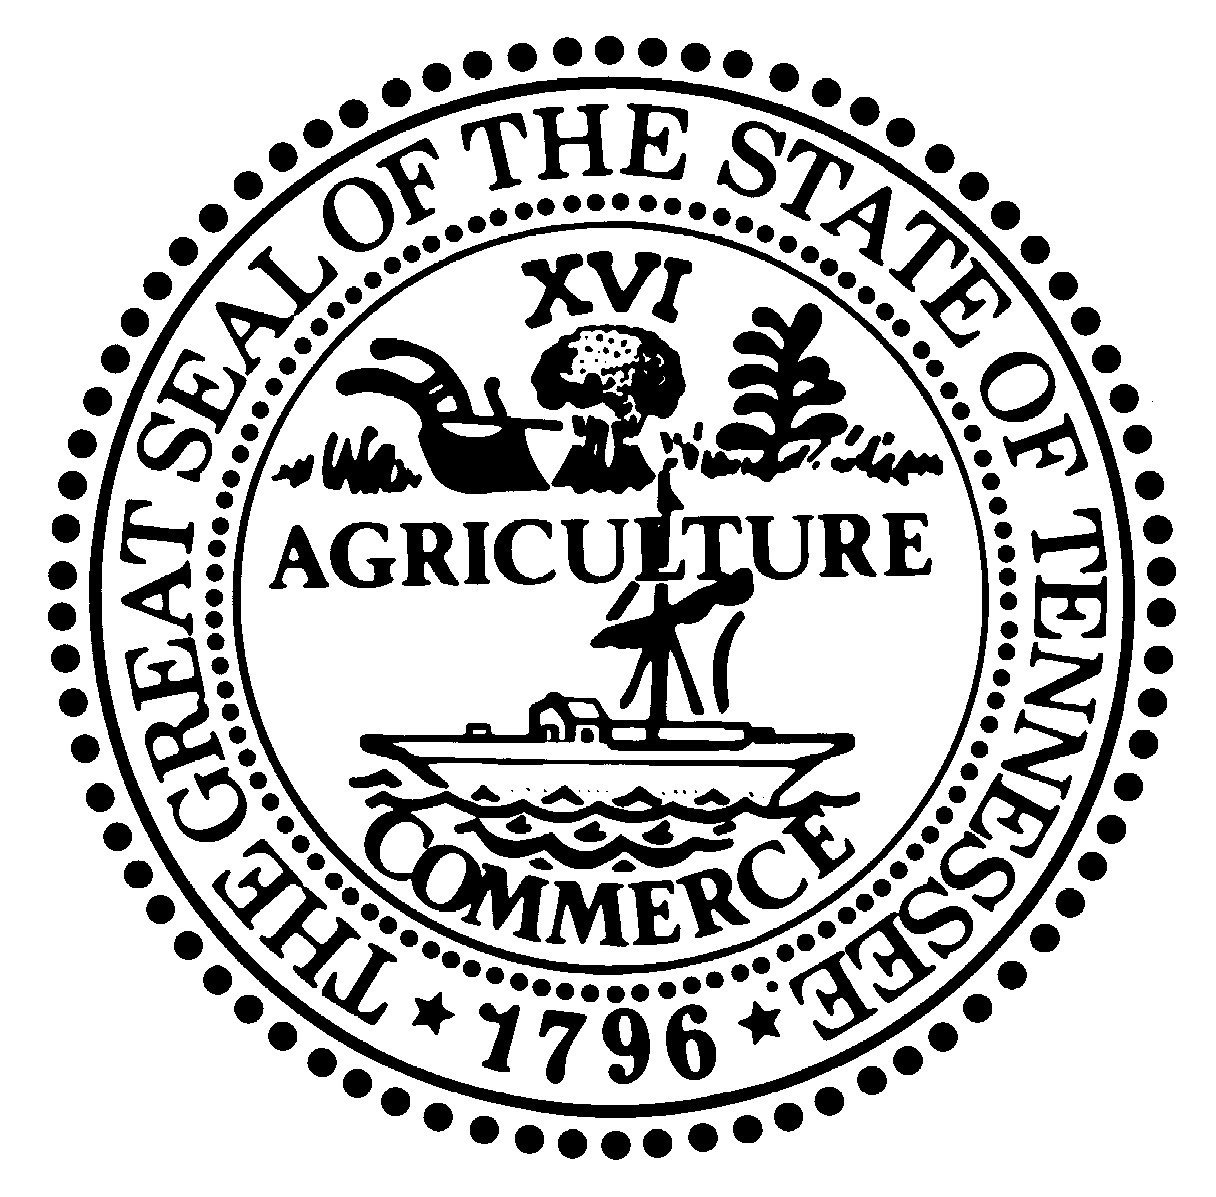 THE GREAT SEAL OF THE STATE OF TENNESSEE
XVI
AGRICULTURE
COMMERCE
1796